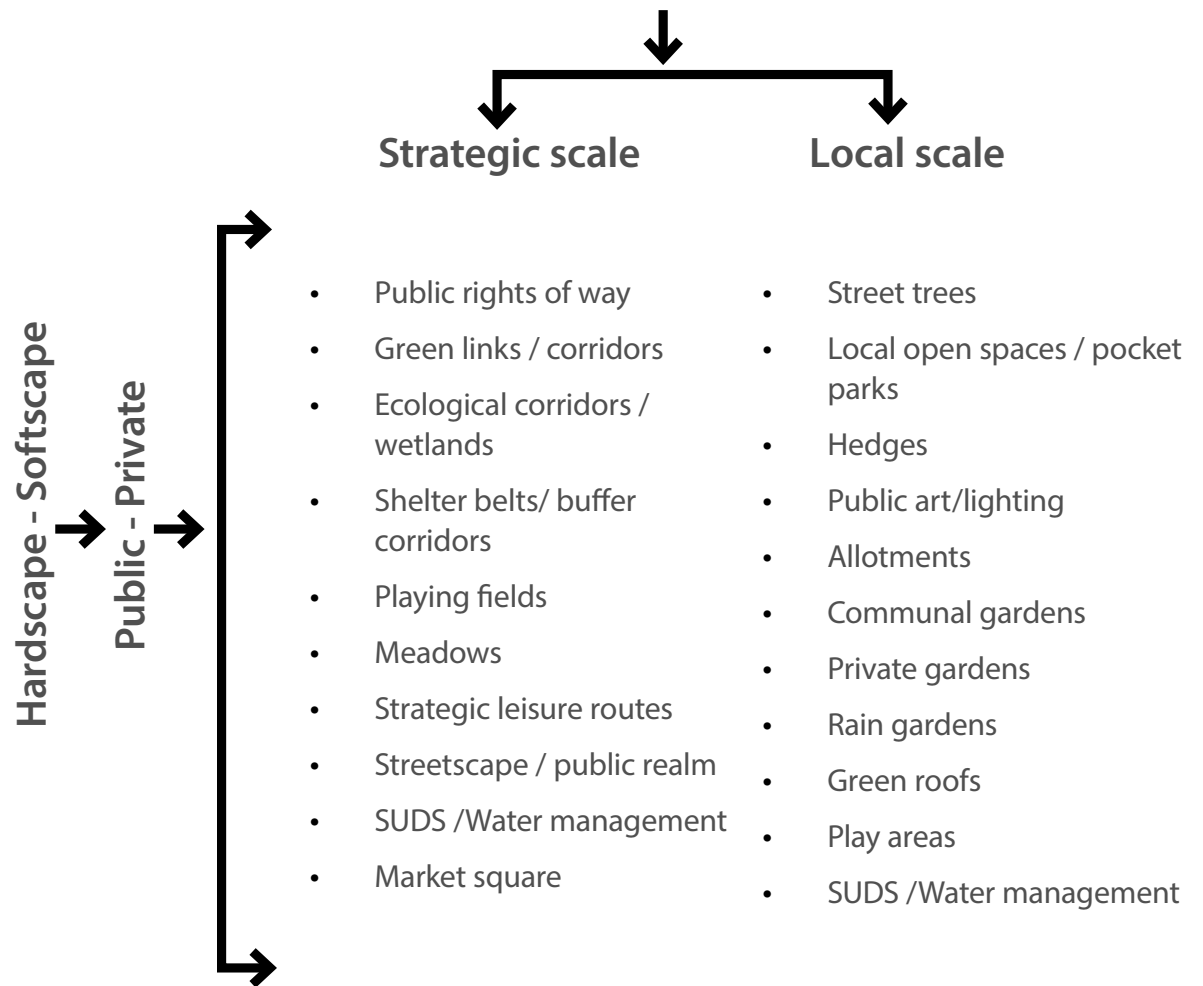 Strategic scale
Local scale
Hardscape - Softscape
Public - Private
• Public rights of way
• Green links / corridors
• Ecological corridors /
wetlands
• Shelter belts/ buffer
corridors
• Playing fields
• Meadows
• Strategic leisure routes
• Streetscape / public realm
• SUDS /Water management
• Market square
• Street trees
• Local open spaces / pocket
parks
• Hedges
• Public art/lighting
• Allotments
• Communal gardens
• Private gardens
• Rain gardens
• Green roofs
• Play areas
• SUDS /Water management